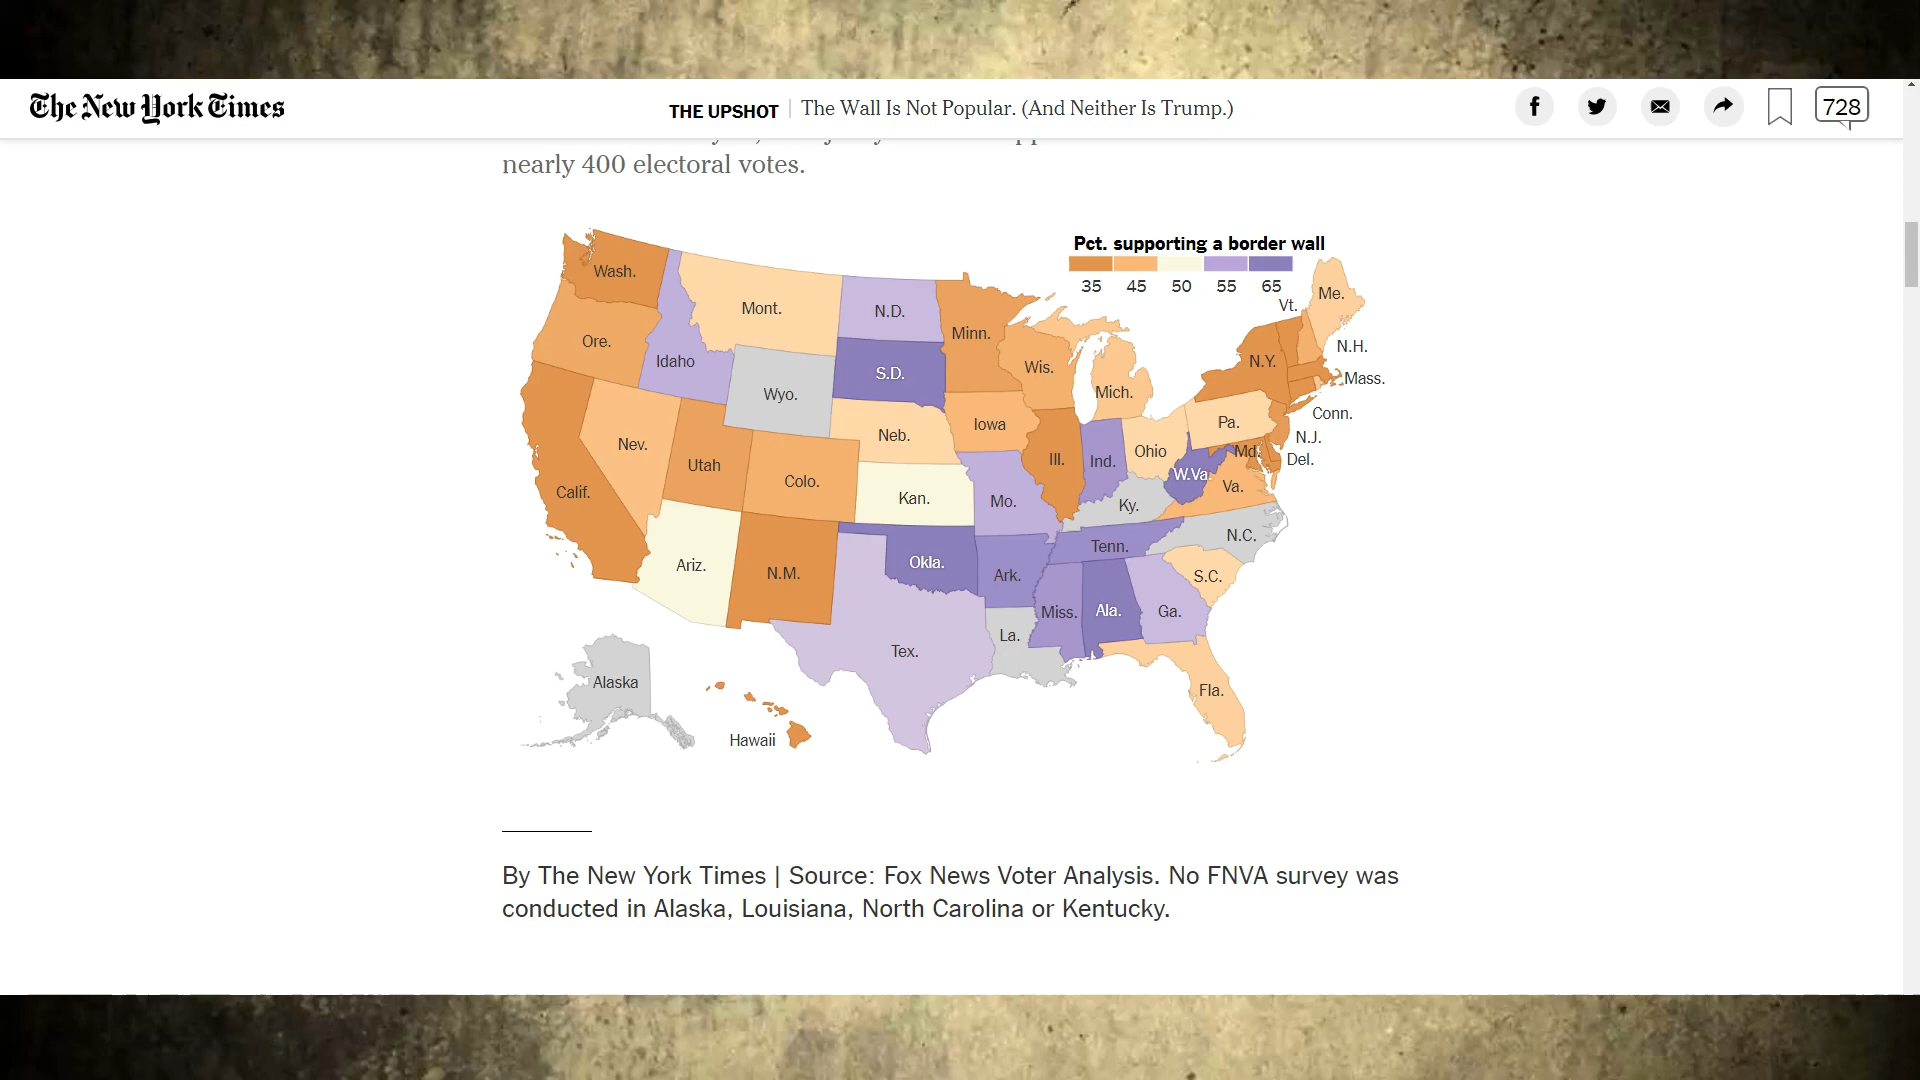 The New York Times
THE UPSHOT | The Wall Is Not Popular. (And Neither Is Trump.)
728
nearly 400 electoral votes.
Pct. supporting a border wall
35 45 50 55 65
Wash.
Mont.
N.D.
Minn.
Vt.
Me.
Ore.
Idaho
S.D.
Wis.
N.Y.
N.H.
Wyo.
Mich.
Mass.
Nev.
Neb.
Iowa
Pa.
Conn.
Utah
Colo.
Ill.
Ind.
Ohio
Md.
N.J.
Del.
Calif.
Kan.
Mo.
W.Va.
Va.
Ky.
Ariz.
N.M.
Okla.
Ark.
Tenn.
N.C.
S.C.
Tex.
La.
Miss.
Ala.
Ga.
Alaska
Hawaii
Fla.
By The New York Times | Source: Fox News Voter Analysis. No FNVA survey was
conducted in Alaska, Louisiana, North Carolina or Kentucky.